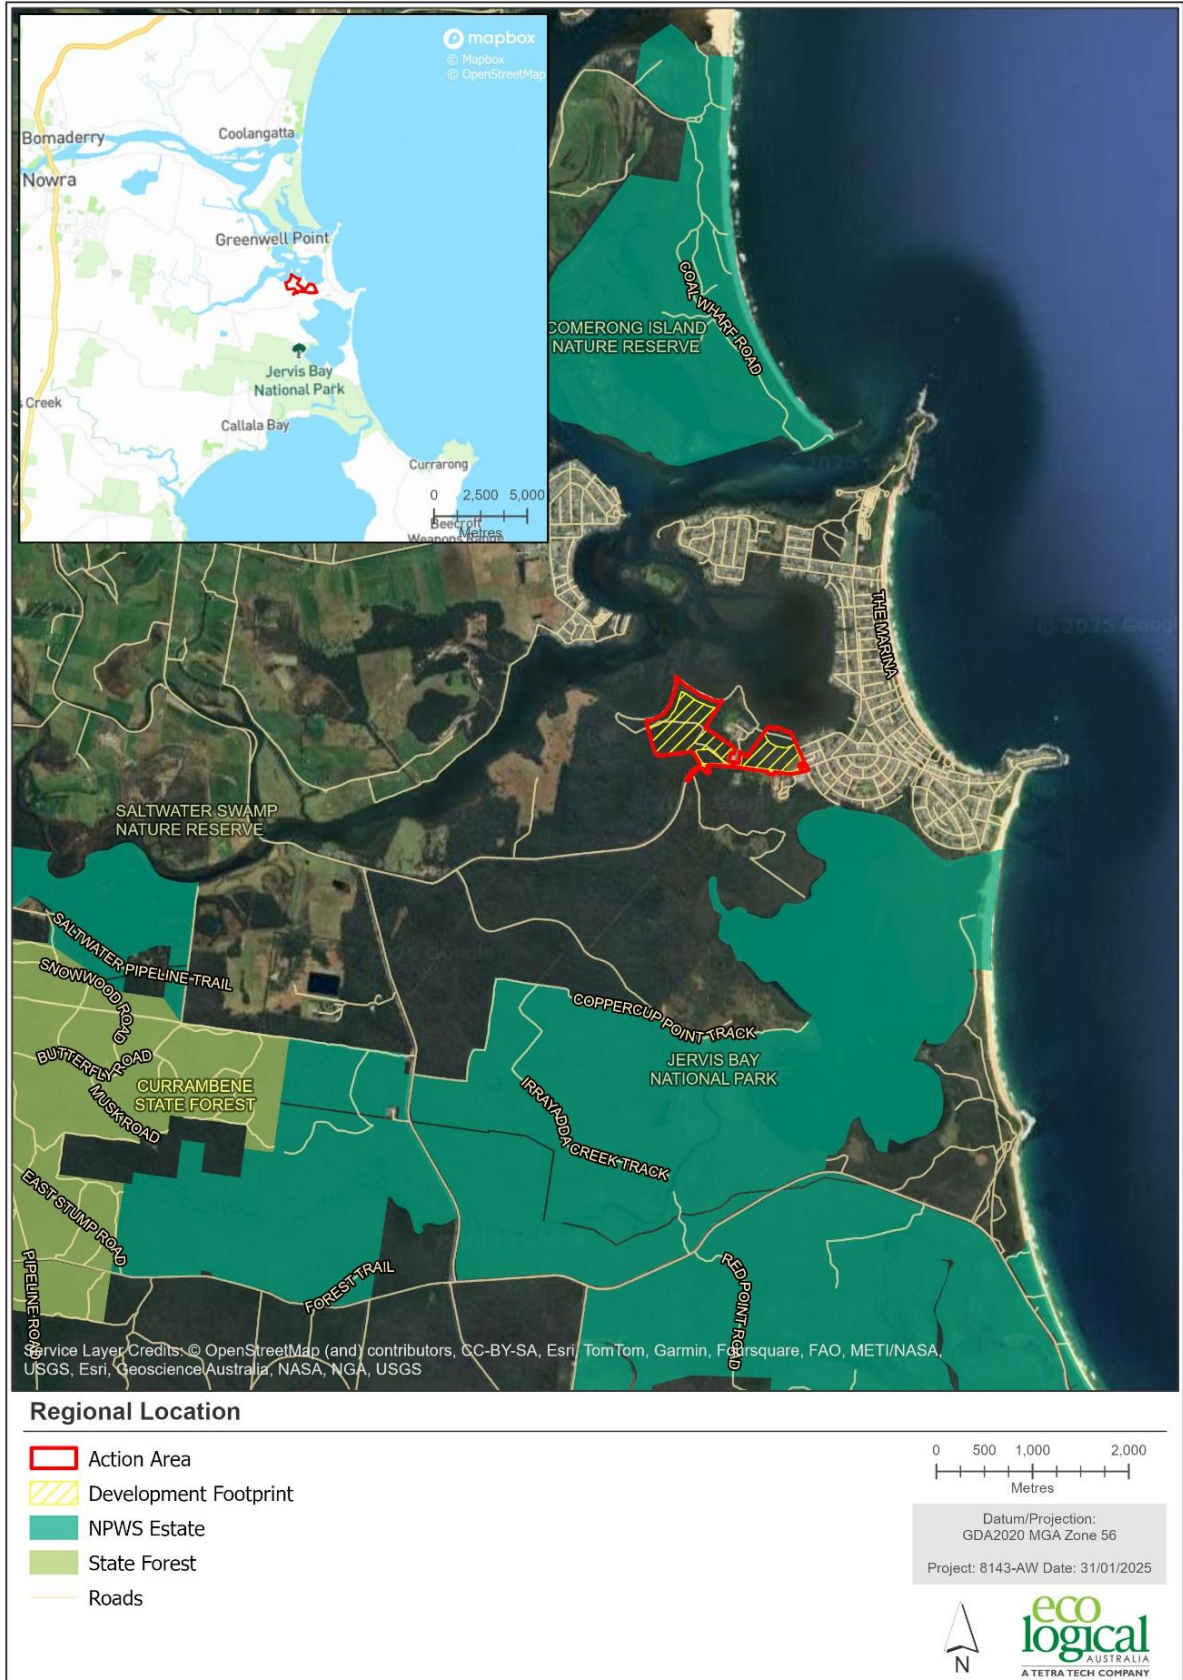 mapbox
© Mapbox
© OpenStreetMap
Bomaderry
Coolangatta
Nowra
Greenwell Point
Jervis Bay
National Park
s Creek
Callala Bay
Currarong
0 2,500 5,000
Metres
Beecroft
Weapons Range
COMERONG ISLAND
NATURE RESERVE
COAL WHARF ROAD
THE MARINA
© 2025 Googl
SALTWATER SWAMP
NATURE RESERVE
SALTWATER PIPELINE TRAIL
SNOWWOOD ROAD
BUTTERFLY ROAD
MUSK ROAD
CURRAMBENE
STATE FOREST
COPPERCUP POINT TRACK
JERVIS BAY
NATIONAL PARK
IRRAYADDA CREEK TRACK
EAST STUMP ROAD
PIPELINE ROAD
FOREST TRAIL
RED POINT ROAD
Service Layer Credits: © OpenStreetMap (and) contributors, CC-BY-SA, Esri, TomTom, Garmin, Foursquare, FAO, METI/NASA,
USGS, Esri, Geoscience Australia, NASA, NGA, USGS
Regional Location
Action Area
Development Footprint
NPWS Estate
State Forest
Roads
0 500 1,000 2,000
Metres
Datum/Projection:
GDA2020 MGA Zone 56
Project: 8143-AW Date: 31/01/2025
N
eco
logical
AUSTRALIA
A TETRA TECH COMPANY